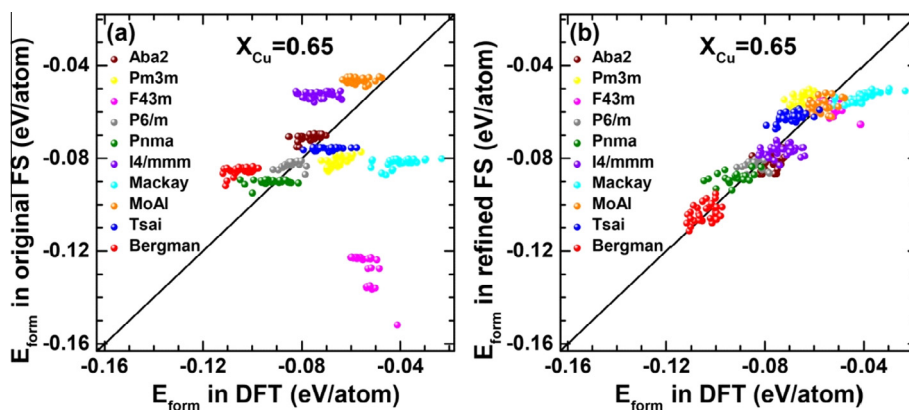 (a)
X_Cu=0.65
Aba2
Pm3m
F43m
P6/m
Pnma
I4/mmm
Mackay
MoAl
Tsai
Bergman
E_form in original FS (eV/atom)
-0.04
-0.08
-0.12
-0.16
-0.16
-0.12
-0.08
-0.04
E_form in DFT (eV/atom)
(b)
X_Cu=0.65
Aba2
Pm3m
F43m
P6/m
Pnma
I4/mmm
Mackay
MoAl
Tsai
Bergman
E_form in refined FS (eV/atom)
-0.04
-0.08
-0.12
-0.16
-0.16
-0.12
-0.08
-0.04
E_form in DFT (eV/atom)